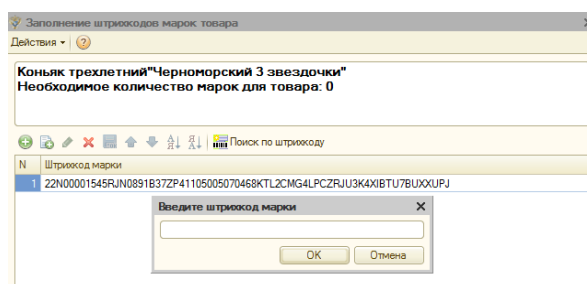 Заполнение штрихкодов марок товара
Действия
Коньяк трехлетний"Черноморский 3 звездочки"
Необходимое количество марок для товара: 0
Поиск по штрихкоду
N Штрихкод марки
1 22N00001545RJN0891B37ZP41105005070468KTL2CMG4LPCZRJU3K4XIBTU7BUXXUPJ
Введите штрихкод марки
OK Отмена